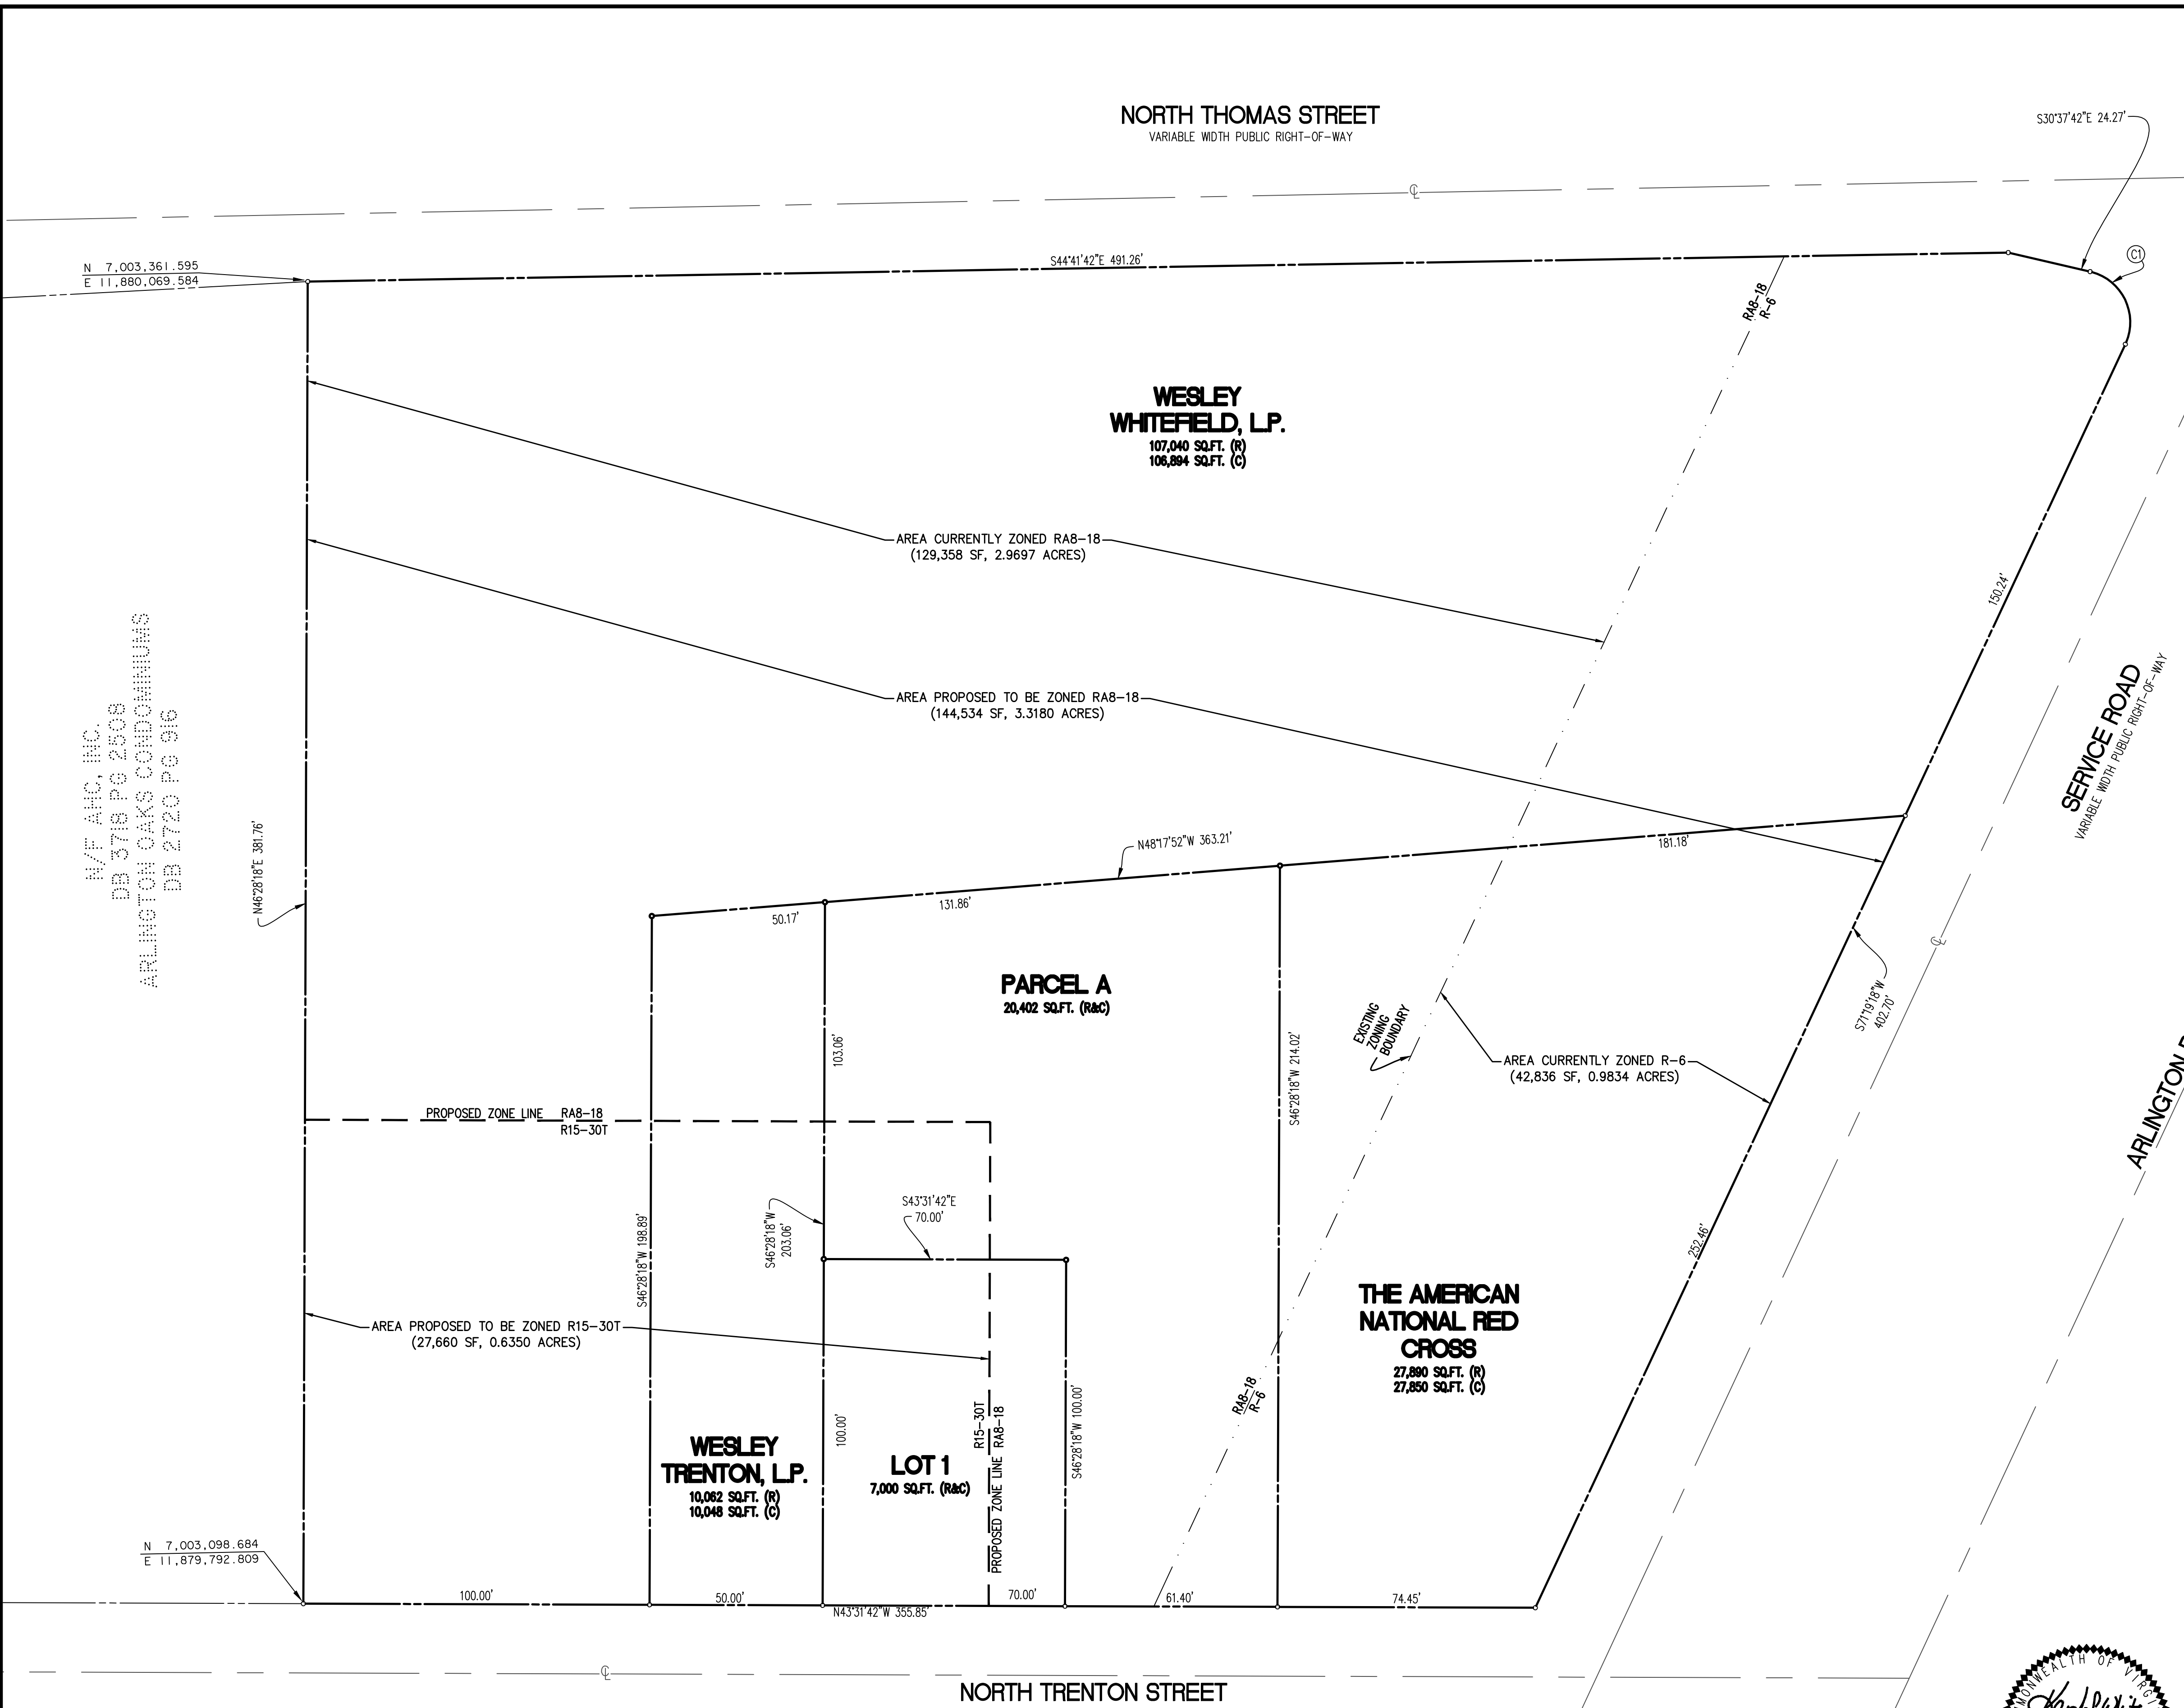 NORTH THOMAS STREET
VARIABLE WIDTH PUBLIC RIGHT-OF-WAY
S30°37'42"E 24.27'
℄
C1
N 7,003,361.595
E 11,880,069.584
S44°41'42"E 491.26'
RA8-18
R-6
WESLEY
WHITEFIELD, L.P.
107,040 SQ.FT. (R)
106,894 SQ.FT. (C)
AREA CURRENTLY ZONED RA8-18
(129,358 SF, 2.9697 ACRES)
150.24'
N/F AHC, INC.
DB 3718 PG 2508
ARLINGTON OAKS CONDOMINIUMS
DB 2720 PG 916
AREA PROPOSED TO BE ZONED RA8-18
(144,534 SF, 3.3180 ACRES)
SERVICE ROAD
VARIABLE WIDTH PUBLIC RIGHT-OF-WAY
N46°28'18"E 381.76'
N48°17'52"W 363.21'
181.18'
131.86'
50.17'
℄
PARCEL A
20,402 SQ.FT. (R&C)
S71°19'18"W
402.70'
EXISTING
ZONING
BOUNDARY
103.06'
S46°28'18"W 214.02'
AREA CURRENTLY ZONED R-6
(42,836 SF, 0.9834 ACRES)
ARLINGTON
PROPOSED ZONE LINE RA8-18
R15-30T
S43°31'42"E
70.00'
S46°28'18"W
203.06'
S46°28'18"W 198.89'
252.46'
AREA PROPOSED TO BE ZONED R15-30T
(27,660 SF, 0.6350 ACRES)
THE AMERICAN
NATIONAL RED
CROSS
27,890 SQ.FT. (R)
27,850 SQ.FT. (C)
RA8-18
R-6
R15-30T
PROPOSED ZONE LINE RA8-18
S46°28'18"W 100.00'
100.00'
WESLEY
TRENTON, L.P.
10,062 SQ.FT. (R)
10,048 SQ.FT. (C)
LOT 1
7,000 SQ.FT. (R&C)
N 7,003,098.684
E 11,879,792.809
100.00'
50.00'
70.00'
61.40'
74.45'
N43°31'42"W 355.85'
℄
NORTH TRENTON STREET
MONWEALTH OF VIRGI